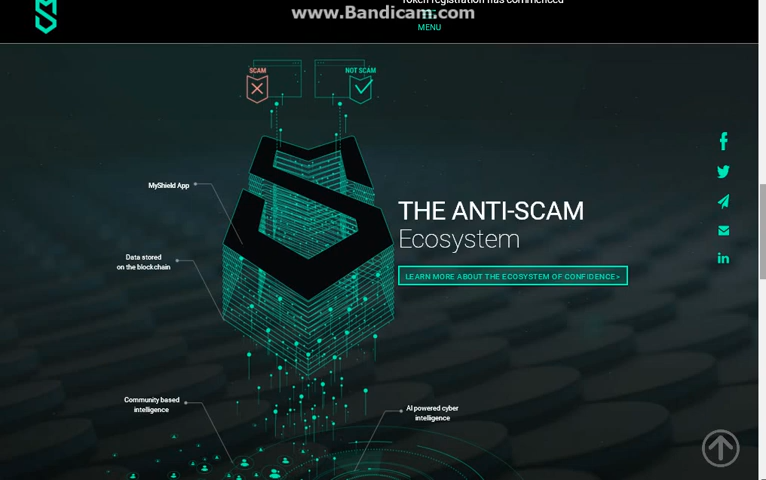 www.Bandicam.com
Token registration has commenced
MENU
SCAM
NOT SCAM
MyShield App
THE ANTI-SCAM
Ecosystem
Data stored
on the blockchain
LEARN MORE ABOUT THE ECOSYSTEM OF CONFIDENCE >
Community based
intelligence
AI powered cyber
intelligence